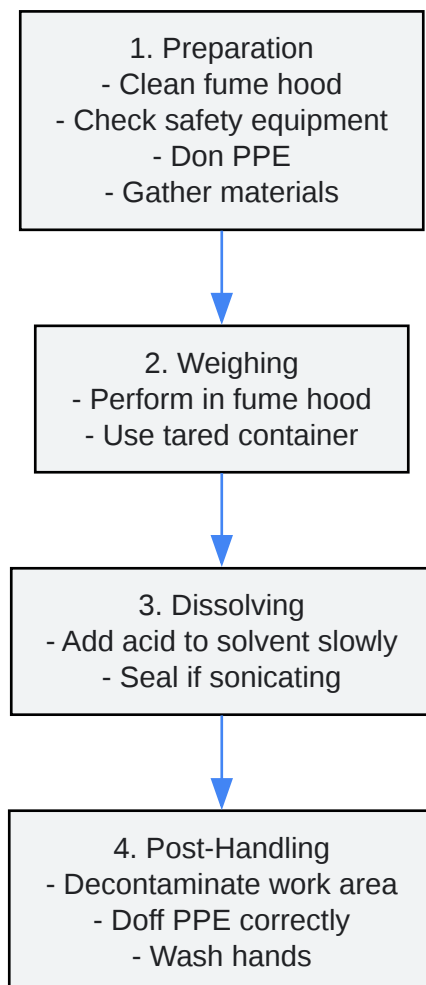 1. Preparation
- Clean fume hood
- Check safety equipment
- Don PPE
- Gather materials
2. Weighing
- Perform in fume hood
- Use tared container
3. Dissolving
- Add acid to solvent slowly
- Seal if sonicating
4. Post-Handling
- Decontaminate work area
- Doff PPE correctly
- Wash hands